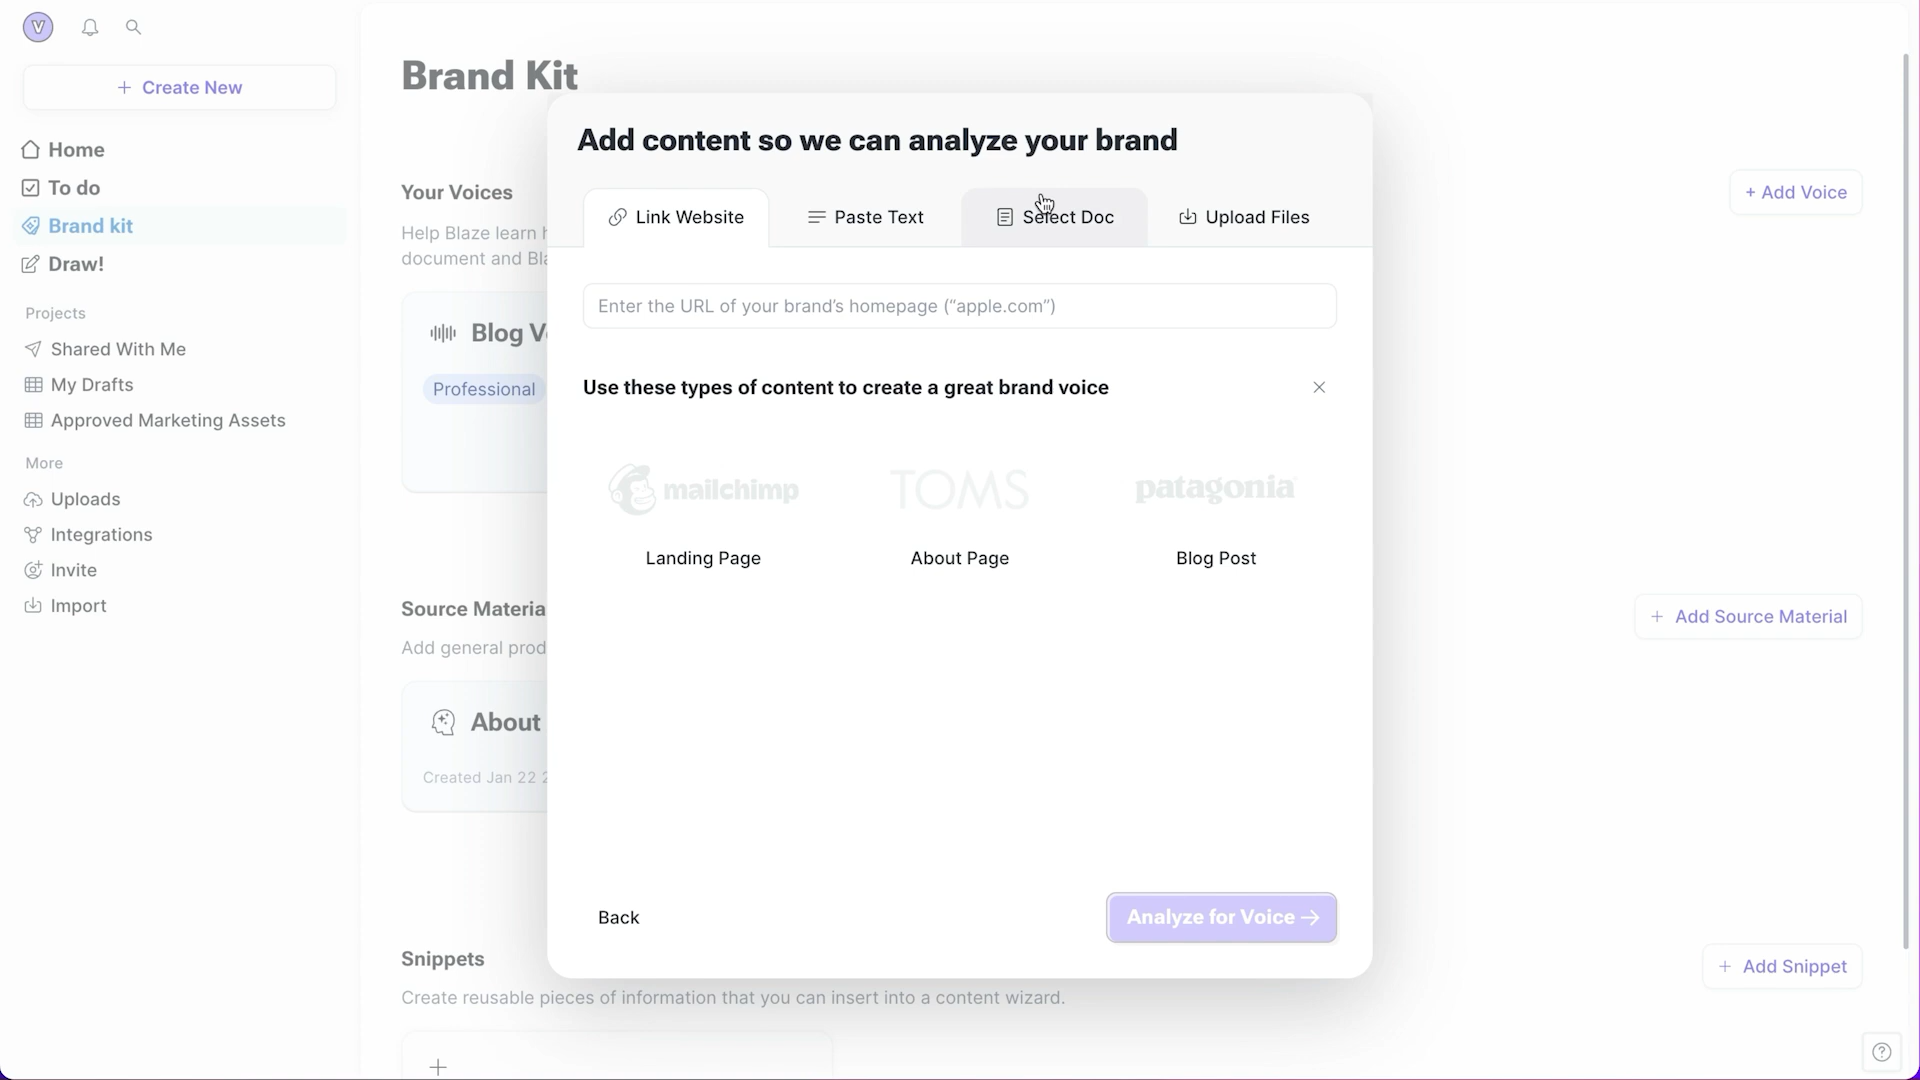 V
+ Create New
Home
To do
Brand kit
Draw!
Projects
Shared With Me
My Drafts
Approved Marketing Assets
More
Uploads
Integrations
Invite
Import
Brand Kit
Your Voices
+ Add Voice
Help Blaze learn
document and
Blog
Professional
Source
+ Add Source Material
Add general
About
Created Jan 22
Snippets
+ Add Snippet
Create reusable pieces of information that you can insert into a content wizard.
+
Add content so we can analyze your brand
Link Website
Paste Text
Select Doc
Upload Files
Enter the URL of your brand’s homepage (“apple.com”)
Use these types of content to create a great brand voice
mailchimp
TOMS
patagonia
Landing Page
About Page
Blog Post
Back
Analyze for Voice →